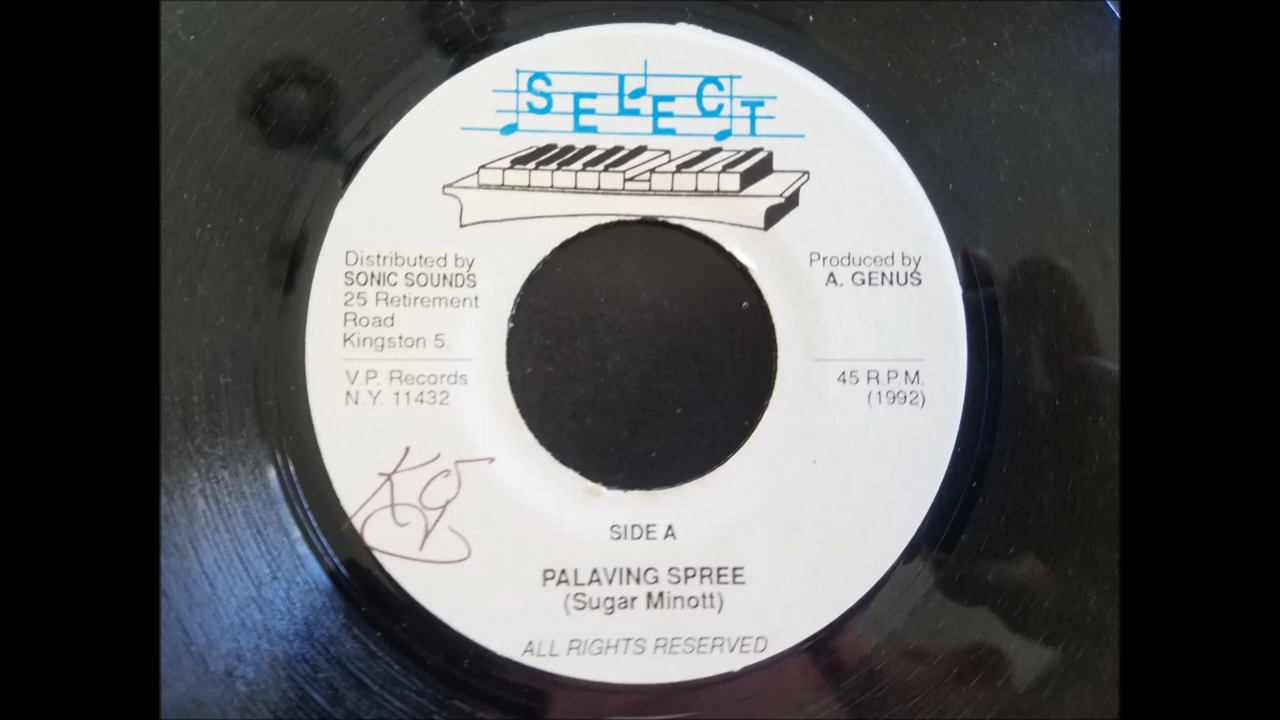 SELECT
Distributed by
SONIC SOUNDS
25 Retirement
Road
Kingston 5.
V.P. Records
N.Y. 11432
Produced by
A. GENUS
45 R.P.M.
(1992)
SIDE A
PALAVING SPREE
(Sugar Minott)
ALL RIGHTS RESERVED